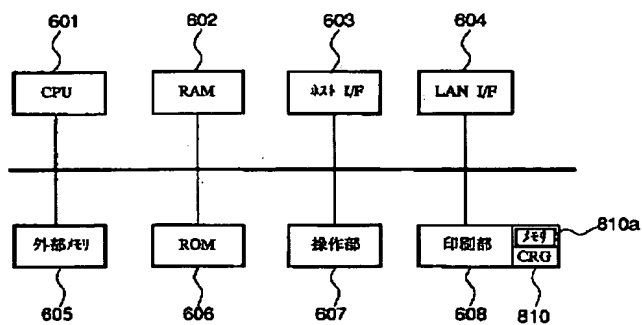 601
602
603
604
CPU
RAM
ホスト I/F
LAN I/F
外部メモリ
ROM
操作部
印刷部
メモリ
CRG
810a
605
606
607
608
810